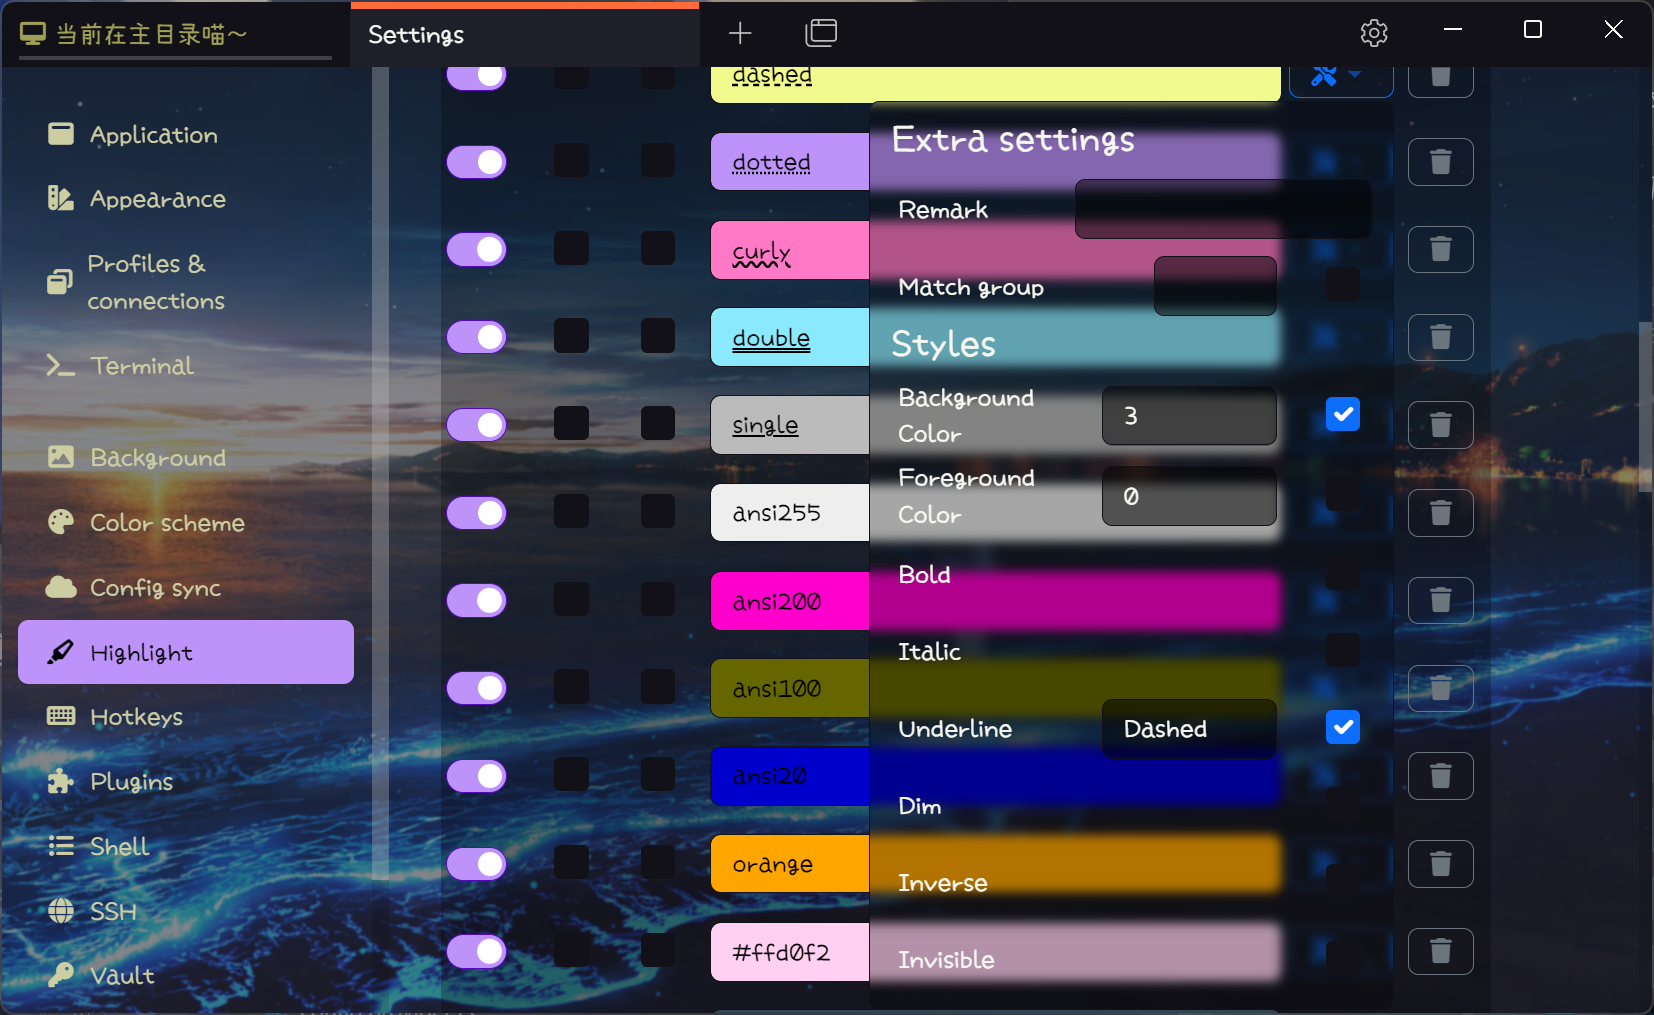 当前在主目录喵～
Settings
Application
Appearance
Profiles &
connections
Terminal
Background
Color scheme
Config sync
Highlight
Hotkeys
Plugins
Shell
SSH
Vault
dashed
dotted
curly
double
single
ansi255
ansi200
ansi100
ansi20
orange
#ffd0f2
Extra settings
Remark
Match group
Styles
Background
Color
3
Foreground
Color
0
Bold
Italic
Underline
Dashed
Dim
Inverse
Invisible